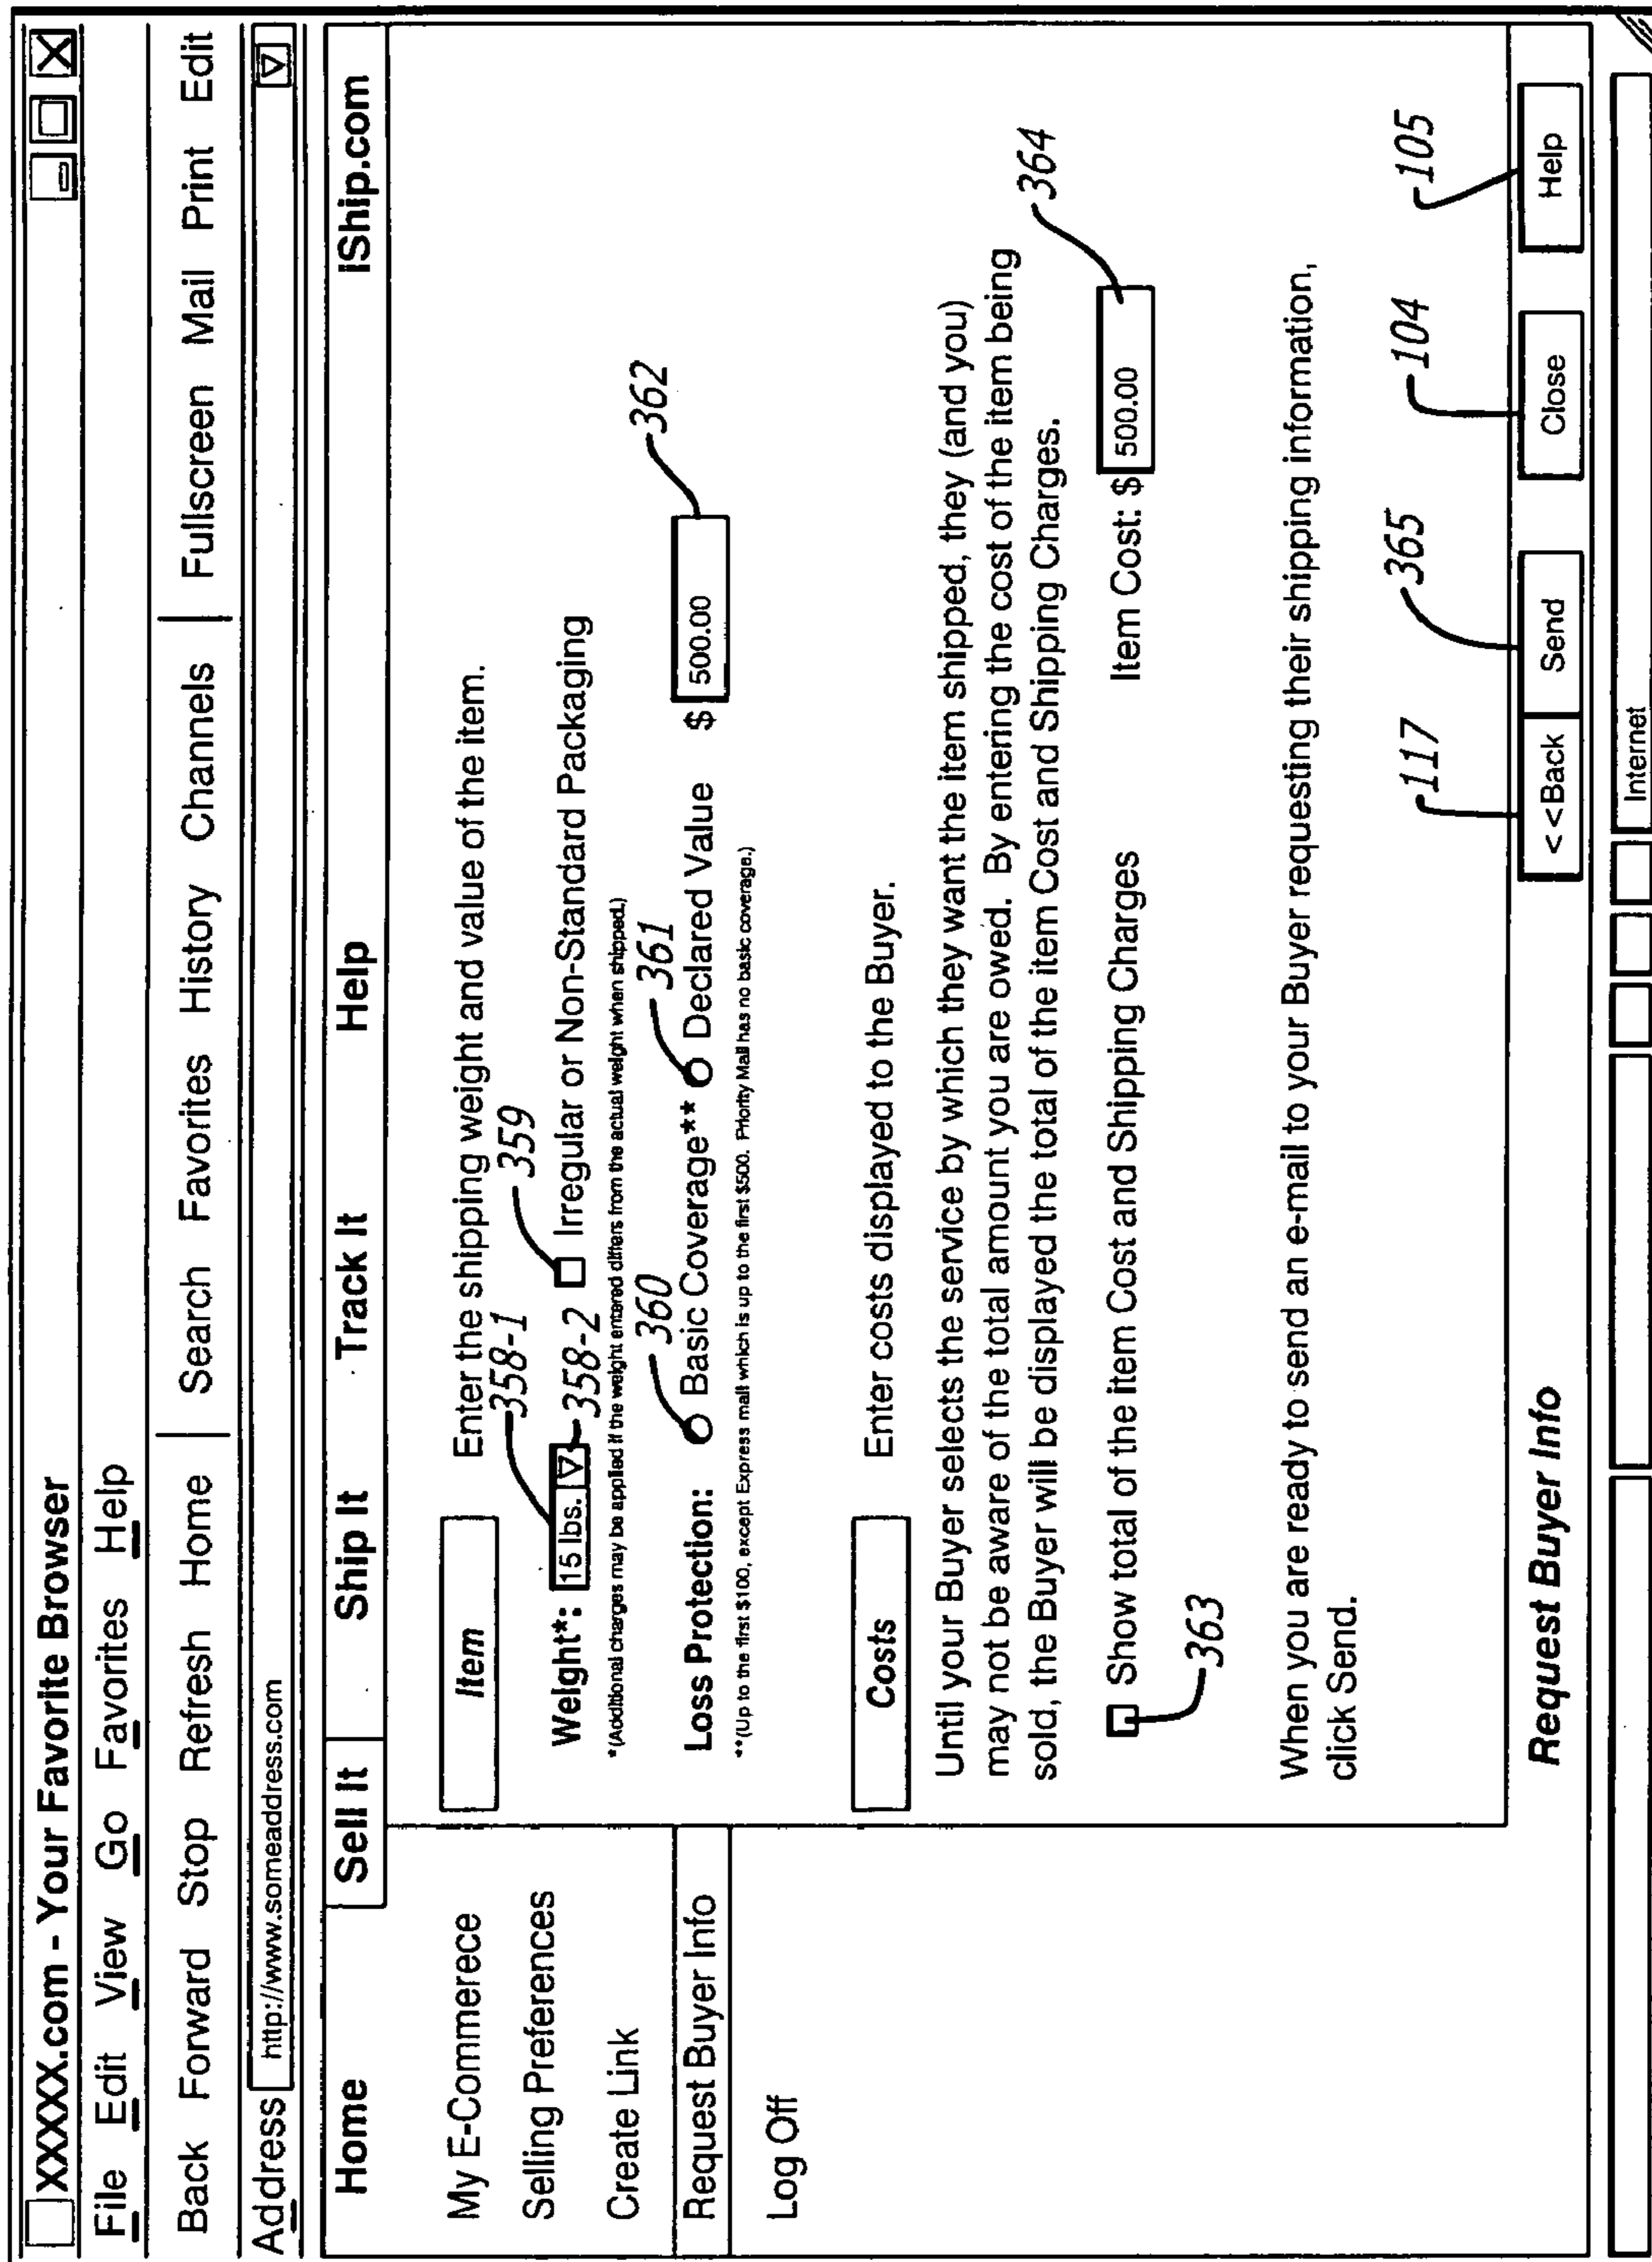 XXXXX.com - Your Favorite Browser
File Edit View Go Favorites Help
Back Forward Stop Refresh Home Search Favorites History Channels Fullscreen Mail Print Edit
Address http://www.someaddress.com
Home Sell It Ship It Track It Help iShip.com
My E-Commerece
Selling Preferences
Create Link
Request Buyer Info
Log Off
Item Enter the shipping weight and value of the item.
358-1 359
Weight*: 15 lbs. 358-2 Irregular or Non-Standard Packaging
*(Additional charges may be applied if the weight entered differs from the actual weight when shipped.)
360 361 362
Loss Protection: Basic Coverage** Declared Value $ 500.00
**(Up to the first $100, except Express mail which is up to the first $500. Priority Mail has no basic coverage.)
Costs Enter costs displayed to the Buyer.
Until your Buyer selects the service by which they want the item shipped, they (and you)
may not be aware of the total amount you are owed. By entering the cost of the item being
sold, the Buyer will be displayed the total of the item Cost and Shipping Charges.
364
Show total of the item Cost and Shipping Charges Item Cost: $ 500.00
363
When you are ready to send an e-mail to your Buyer requesting their shipping information,
click Send.
117 365 104 105
Request Buyer Info <<Back Send Close Help
Internet